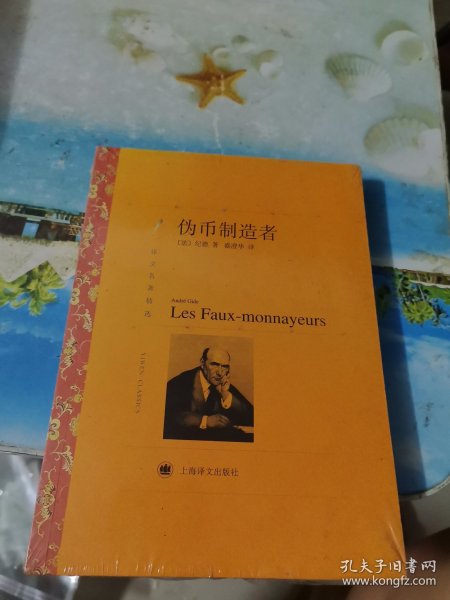 伪币制造者
〔法〕纪德 著 盛澄华 译
译文名著精选
YIWEN CLASSICS
André Gide
Les Faux-monnayeurs
上海译文出版社
孔夫子旧书网
www.kongfz.com